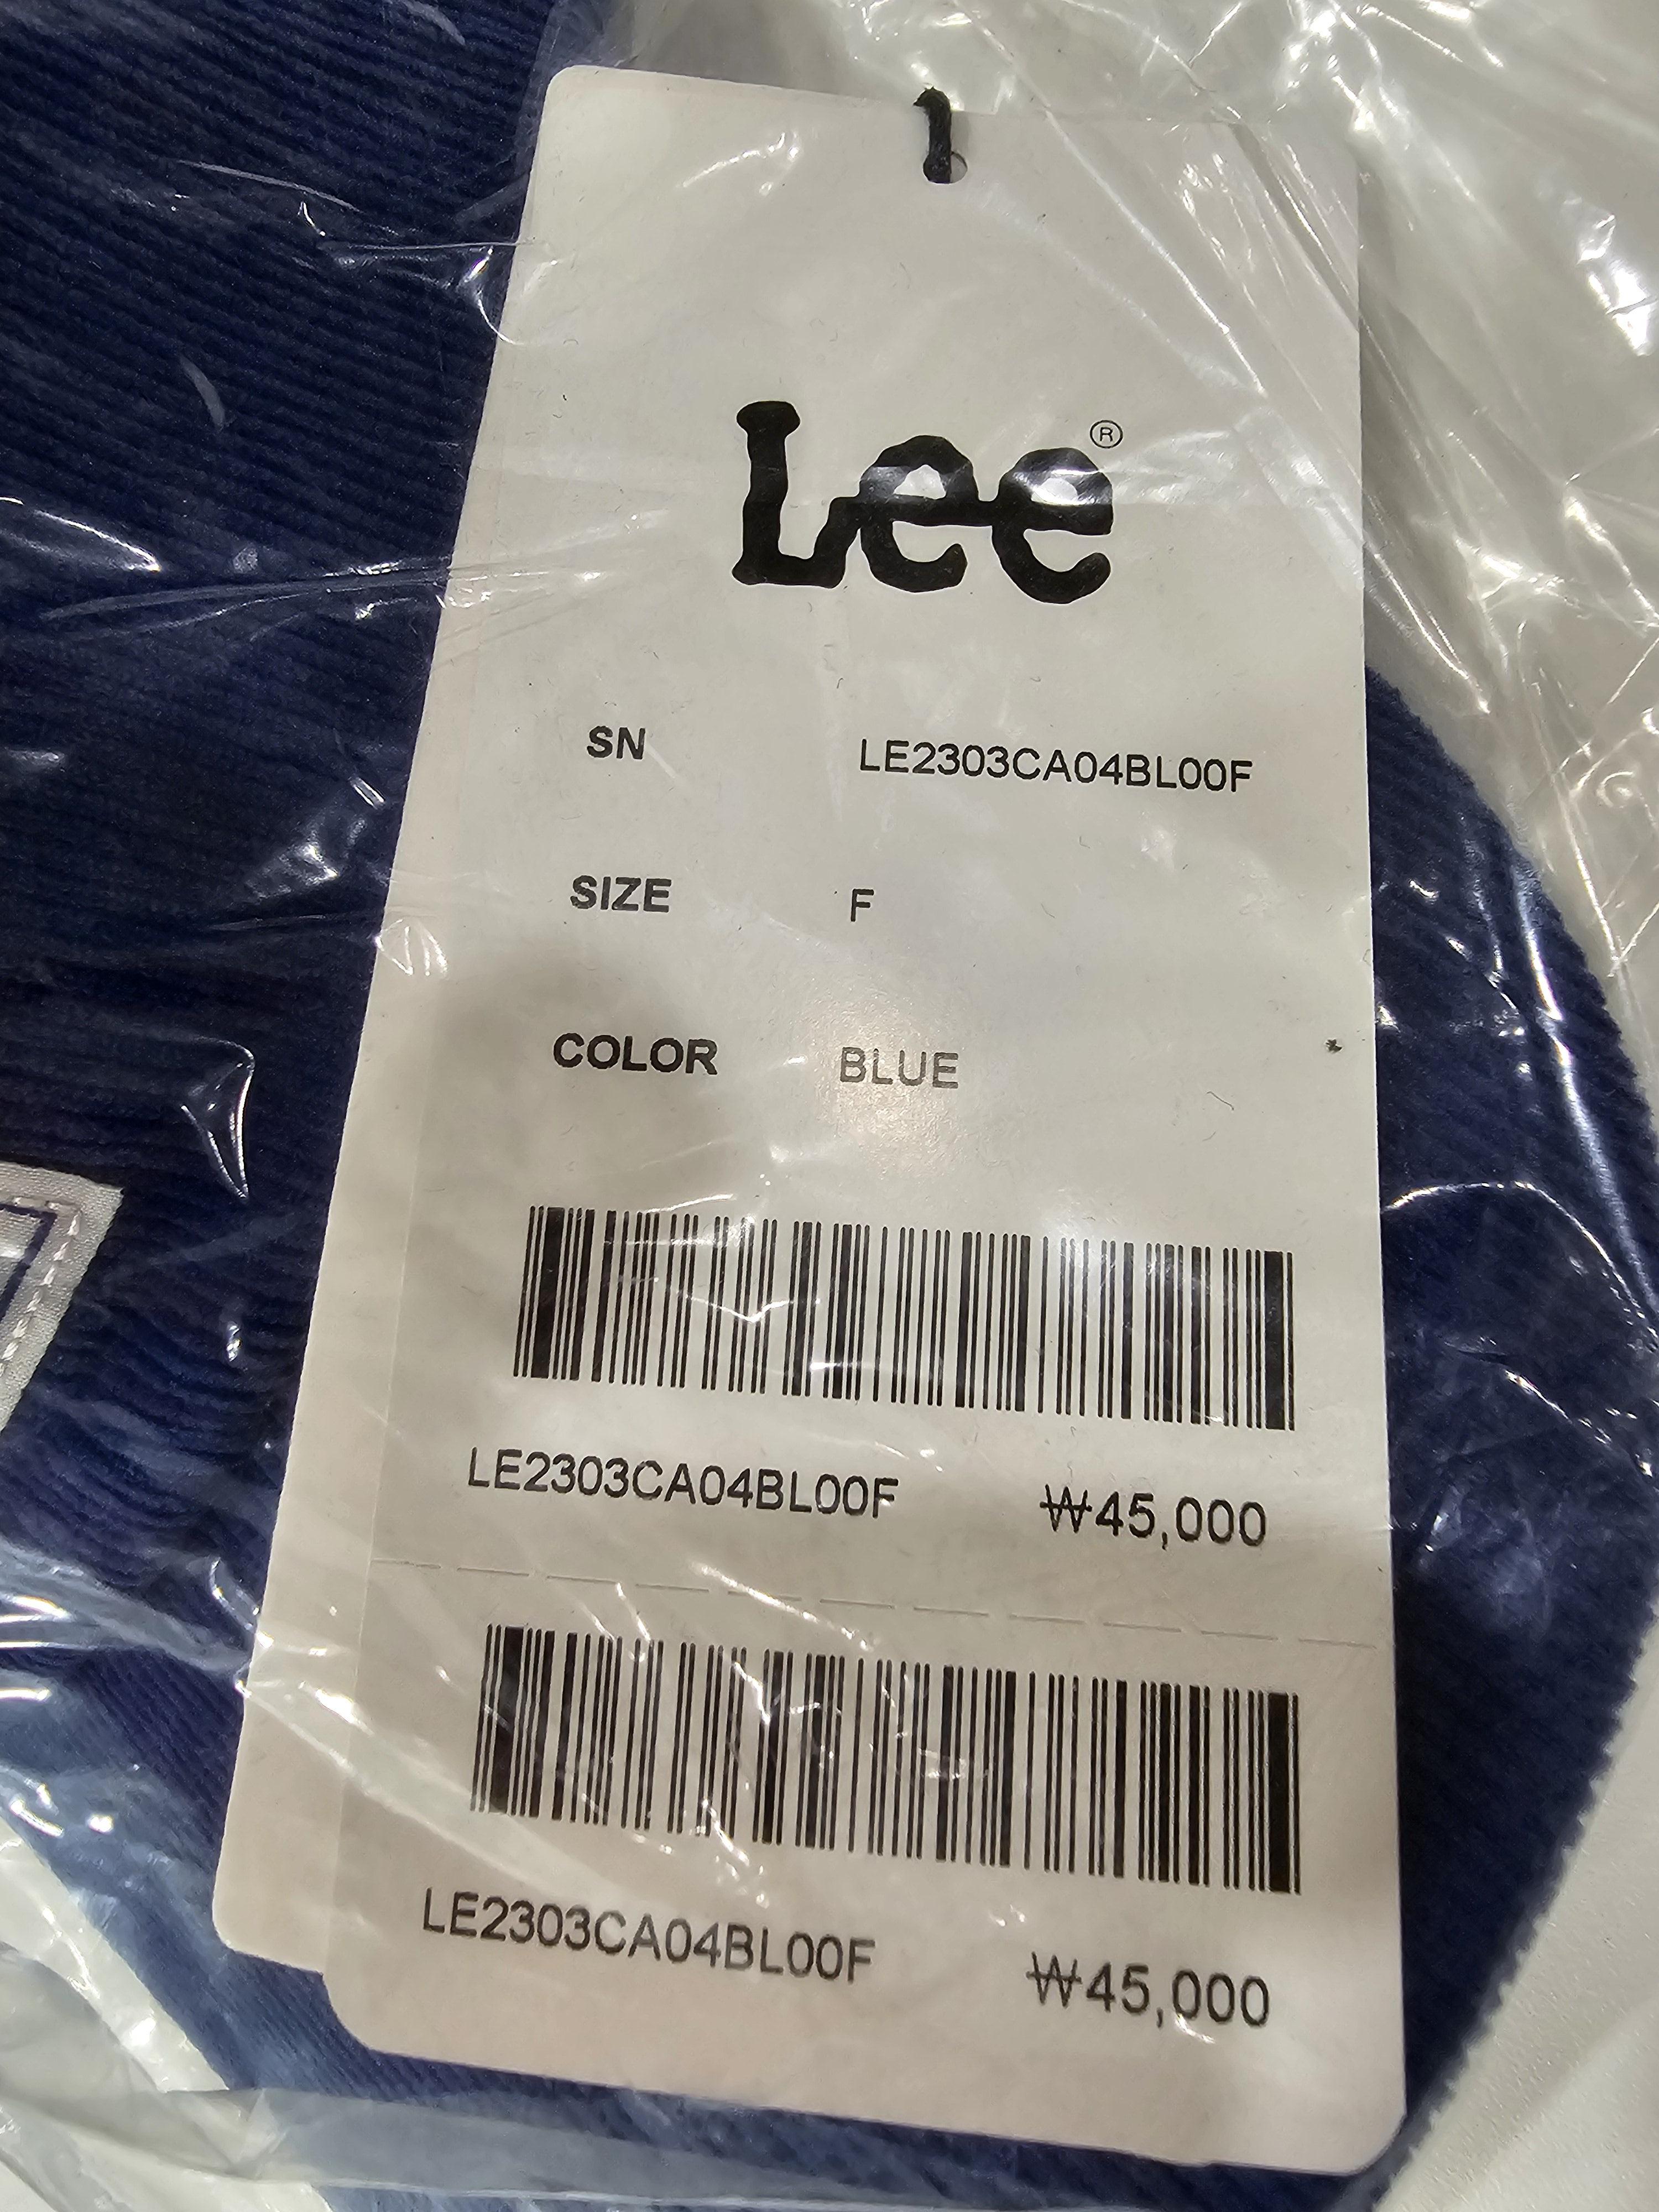 Lee®
SN LE2303CA04BL00F
SIZE F
COLOR BLUE
LE2303CA04BL00F ₩45,000
LE2303CA04BL00F ₩45,000